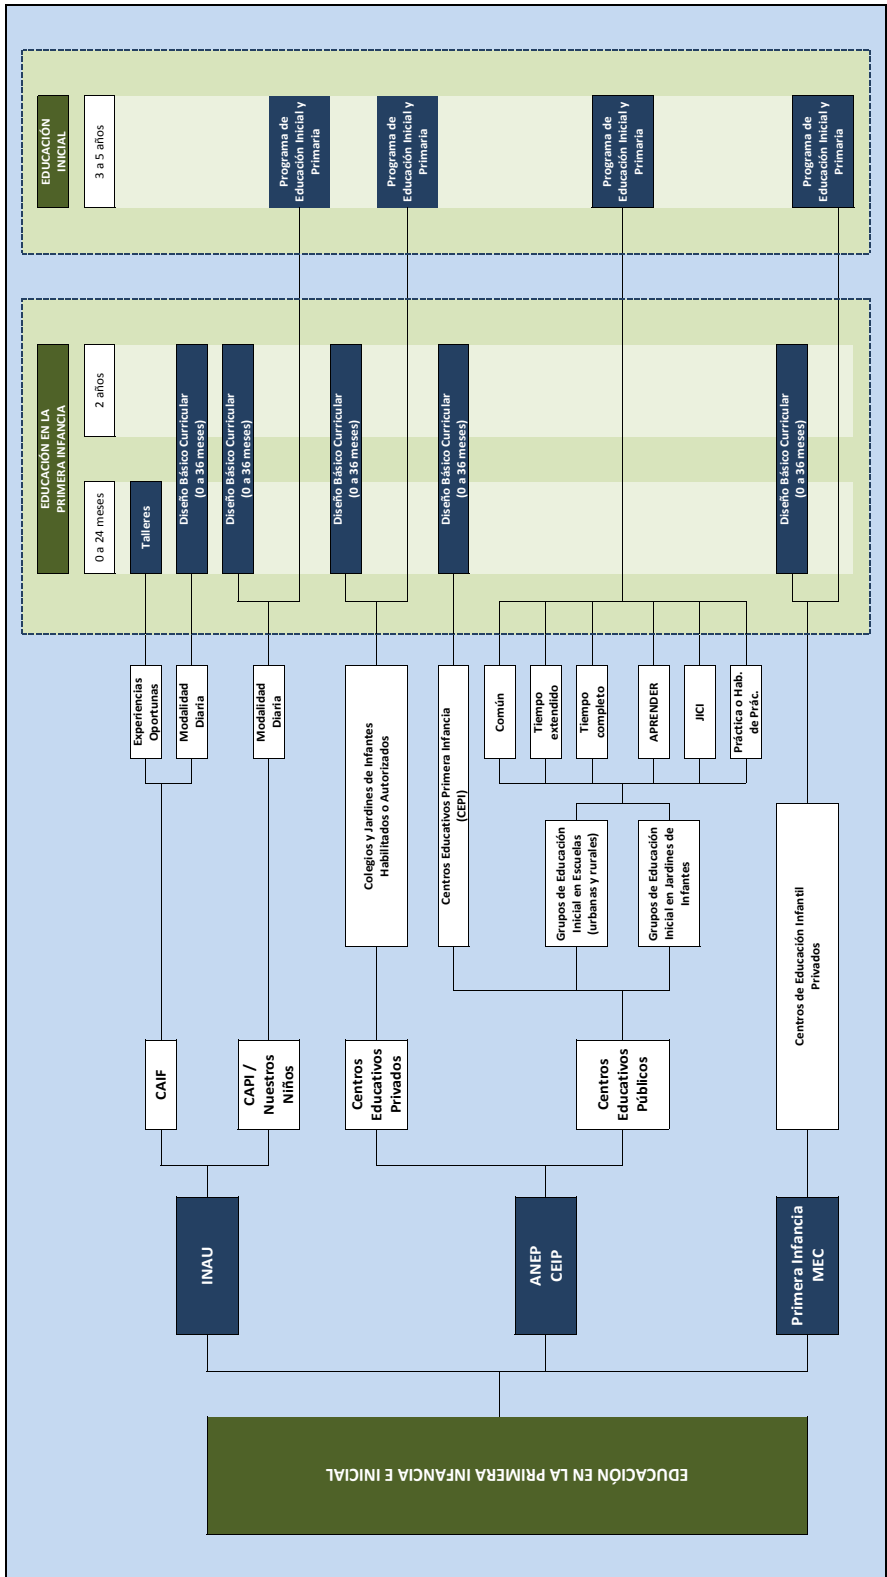 EDUCACIÓN EN LA
PRIMERA INFANCIA
EDUCACIÓN
INICIAL
0 a 24 meses
2 años
3 a 5 años
EDUCACIÓN EN LA PRIMERA INFANCIA E INICIAL
INAU
CAIF
Experiencias
Oportunas
Talleres
Modalidad
Diaria
Diseño Básico Curricular
(0 a 36 meses)
CAPI /
Nuestros
Niños
Modalidad
Diaria
Diseño Básico Curricular
(0 a 36 meses)
Programa de
Educación Inicial y
Primaria
ANEP
CEIP
Centros
Educativos
Privados
Colegios y Jardines de Infantes
Habilitados o Autorizados
Diseño Básico Curricular
(0 a 36 meses)
Programa de
Educación Inicial y
Primaria
Centros
Educativos
Públicos
Centros Educativos Primera Infancia
(CEPI)
Diseño Básico Curricular
(0 a 36 meses)
Grupos de Educación
Inicial en Escuelas
(urbanas y rurales)
Grupos de Educación
Inicial en Jardines de
Infantes
Común
Tiempo
extendido
Tiempo
completo
APRENDER
JICI
Práctica o Hab.
de Prác.
Programa de
Educación Inicial y
Primaria
Primera Infancia
MEC
Centros de Educación Infantil
Privados
Diseño Básico Curricular
(0 a 36 meses)
Programa de
Educación Inicial y
Primaria